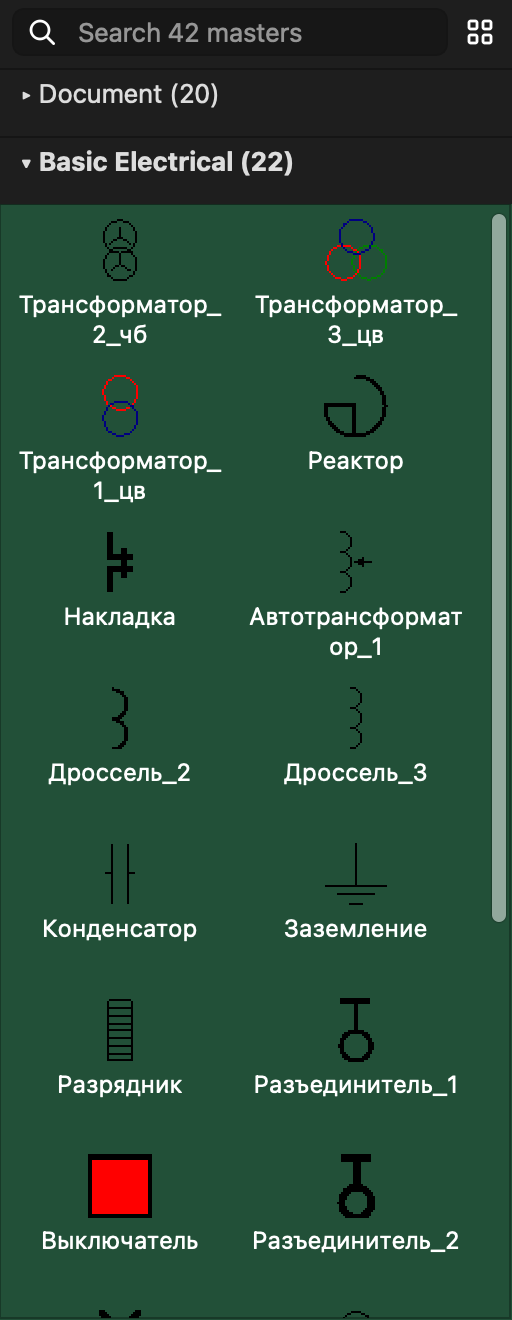 Search 42 masters
Document (20)
Basic Electrical (22)
Трансформатор_
2_чб
Трансформатор_
3_цв
Трансформатор_
1_цв
Реактор
Накладка
Автотрансформат
ор_1
Дроссель_2
Дроссель_3
Конденсатор
Заземление
Разрядник
Разъединитель_1
Выключатель
Разъединитель_2